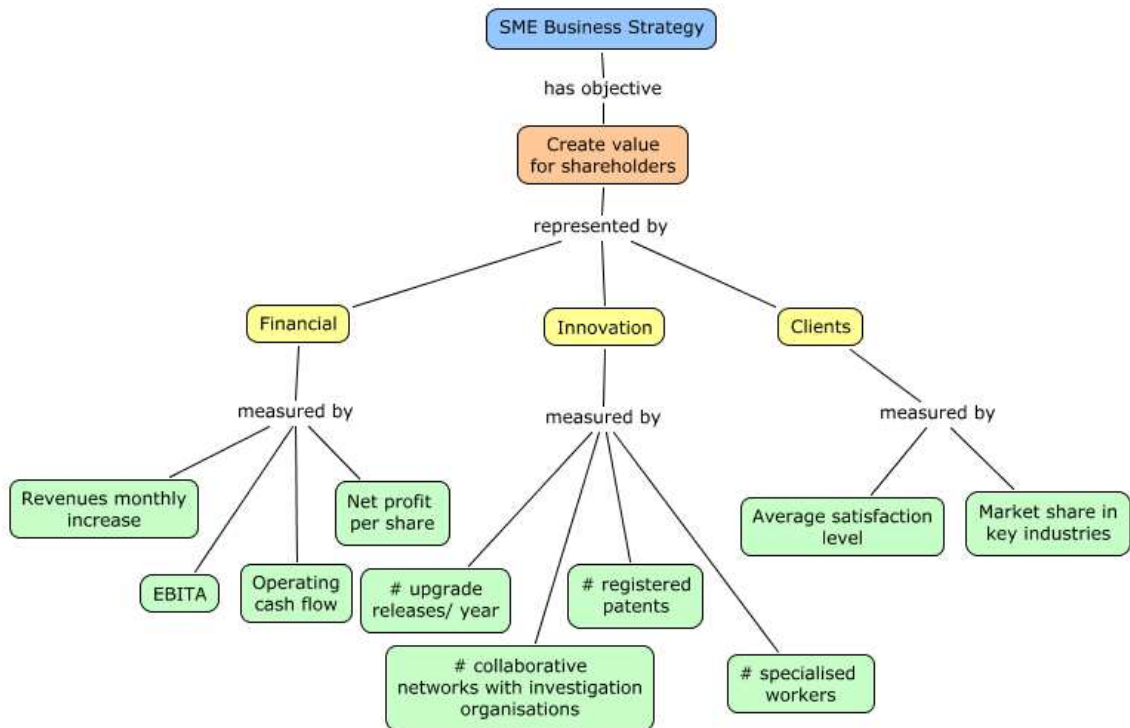 SME Business Strategy
has objective
Create value
for shareholders
represented by
Financial
Innovation
Clients
measured by
measured by
measured by
Revenues monthly
increase
EBITA
Operating
cash flow
Net profit
per share
# upgrade
releases/ year
# collaborative
networks with investigation
organisations
# registered
patents
# specialised
workers
Average satisfaction
level
Market share in
key industries